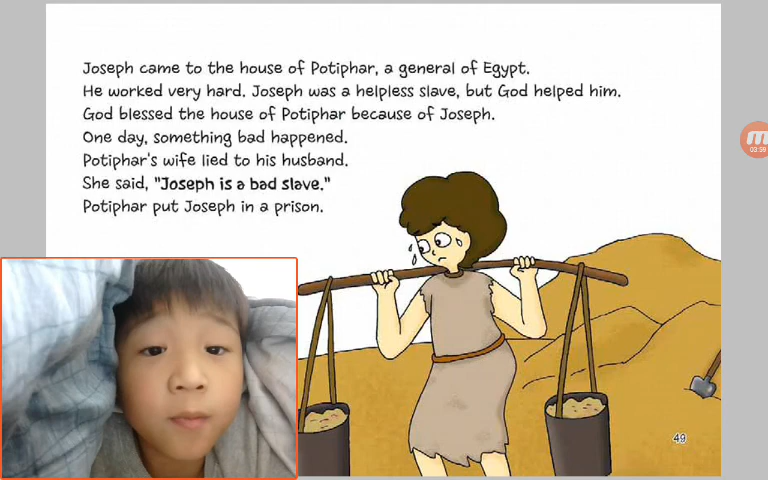 Joseph came to the house of Potiphar, a general of Egypt.
He worked very hard. Joseph was a helpless slave, but God helped him.
God blessed the house of Potiphar because of Joseph.
One day, something bad happened.
Potiphar's wife lied to his husband.
She said, "Joseph is a bad slave."
Potiphar put Joseph in a prison.
M
03:59
49